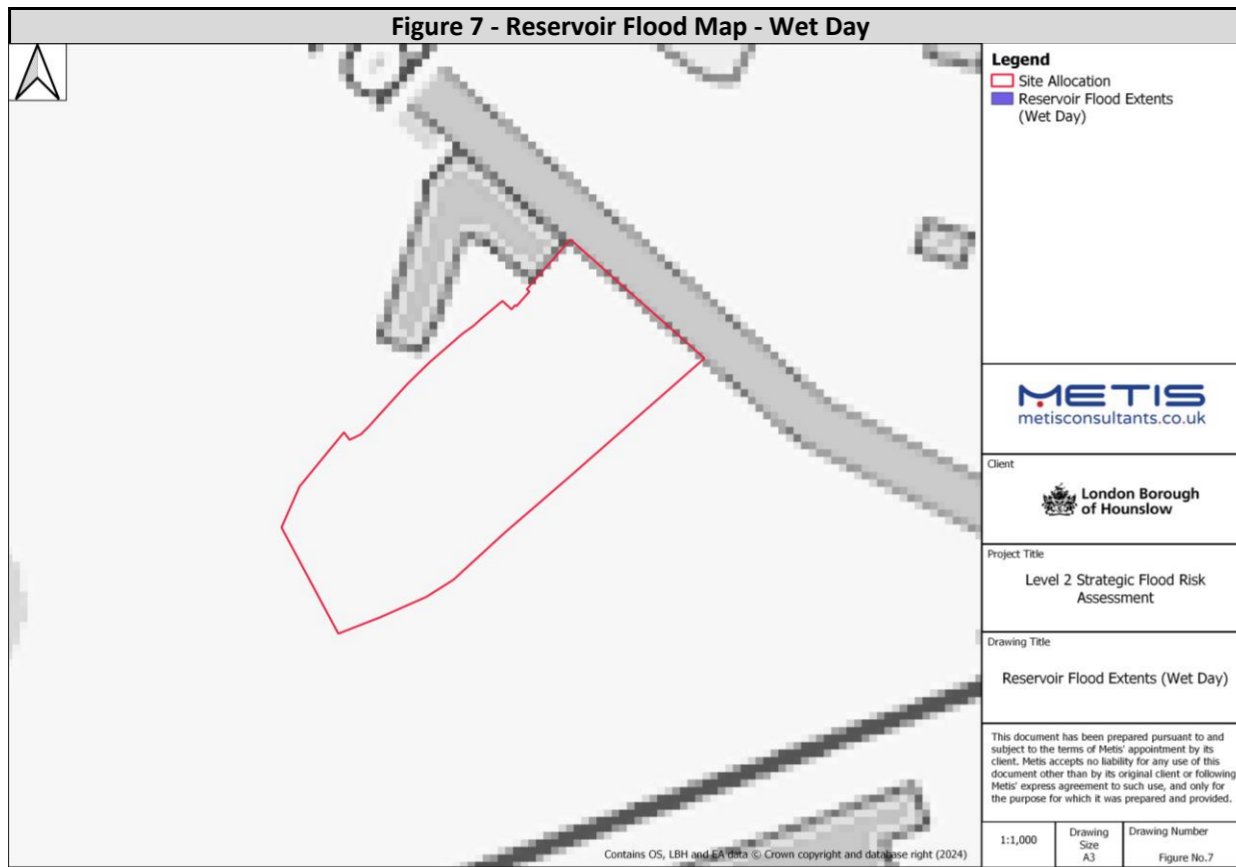 Figure 7 - Reservoir Flood Map - Wet Day
Legend
Site Allocation
Reservoir Flood Extents
(Wet Day)
METIS
metisconsultants.co.uk
Client
London Borough
of Hounslow
Project Title
Level 2 Strategic Flood Risk
Assessment
Drawing Title
Reservoir Flood Extents (Wet Day)
This document has been prepared pursuant to and
subject to the terms of Metis' appointment by its
client. Metis accepts no liability for any use of this
document other than by its original client or following
Metis' express agreement to such use, and only for
the purpose for which it was prepared and provided.
1:1,000
Drawing
Size
A3
Drawing Number
Figure No.7
Contains OS, LBH and EA data © Crown copyright and database right (2024)